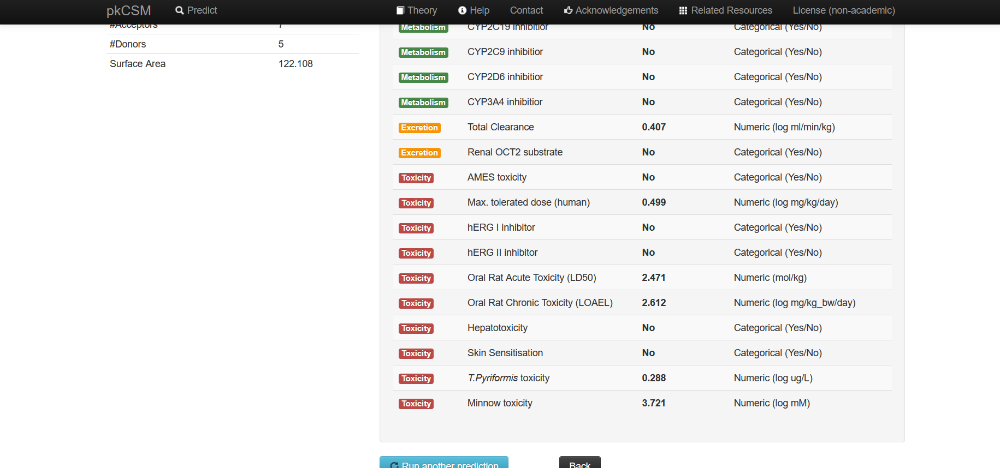 pkCSM Predict Theory Help Contact Acknowledgements Related Resources License (non-academic)
#Acceptors 7
#Donors 5
Surface Area 122.108
Metabolism CYP2C19 inhibitior No Categorical (Yes/No)
Metabolism CYP2C9 inhibitior No Categorical (Yes/No)
Metabolism CYP2D6 inhibitior No Categorical (Yes/No)
Metabolism CYP3A4 inhibitior No Categorical (Yes/No)
Excretion Total Clearance 0.407 Numeric (log ml/min/kg)
Excretion Renal OCT2 substrate No Categorical (Yes/No)
Toxicity AMES toxicity No Categorical (Yes/No)
Toxicity Max. tolerated dose (human) 0.499 Numeric (log mg/kg/day)
Toxicity hERG I inhibitor No Categorical (Yes/No)
Toxicity hERG II inhibitor No Categorical (Yes/No)
Toxicity Oral Rat Acute Toxicity (LD50) 2.471 Numeric (mol/kg)
Toxicity Oral Rat Chronic Toxicity (LOAEL) 2.612 Numeric (log mg/kg_bw/day)
Toxicity Hepatotoxicity No Categorical (Yes/No)
Toxicity Skin Sensitisation No Categorical (Yes/No)
Toxicity T.Pyriformis toxicity 0.288 Numeric (log ug/L)
Toxicity Minnow toxicity 3.721 Numeric (log mM)
Run another prediction Back